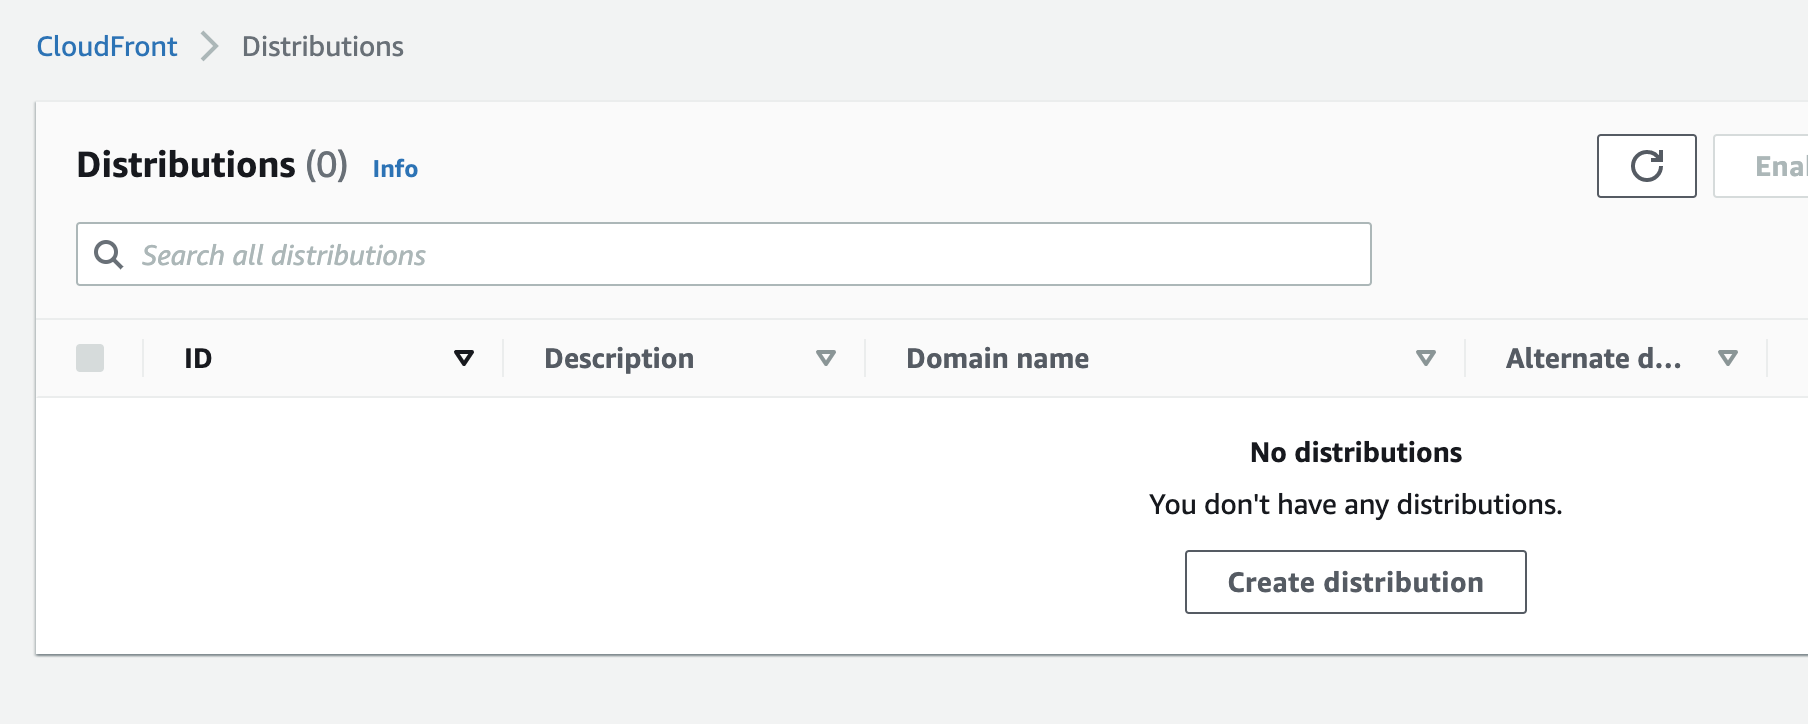 CloudFront > Distributions
Distributions (0) Info
Enal
Search all distributions
ID Description Domain name Alternate d...
No distributions
You don't have any distributions.
Create distribution